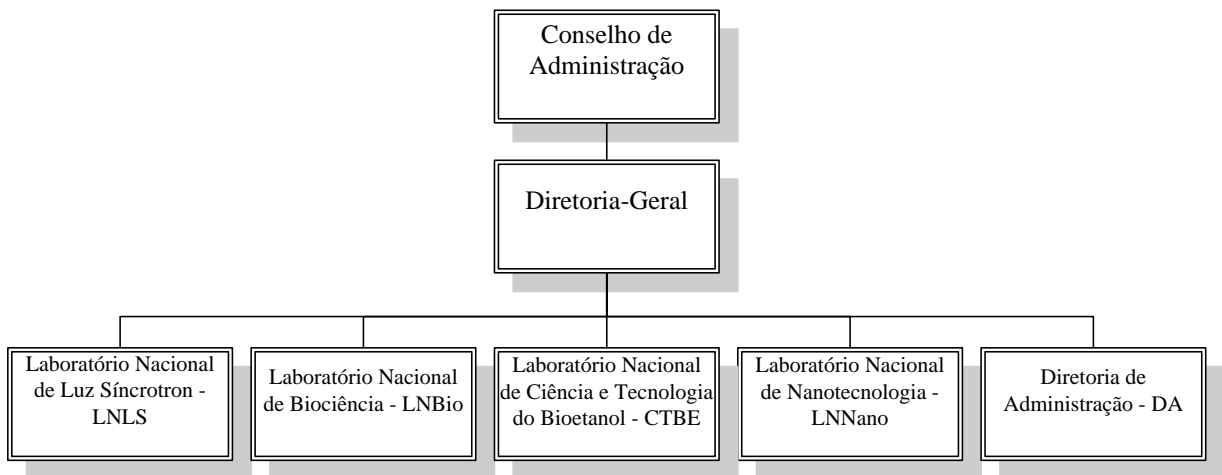 Conselho de
Administração
Diretoria-Geral
Laboratório Nacional
de Luz Síncrotron -
LNLS
Laboratório Nacional
de Biociência - LNBio
Laboratório Nacional
de Ciência e Tecnologia
do Bioetanol - CTBE
Laboratório Nacional
de Nanotecnologia -
LNNano
Diretoria de
Administração - DA